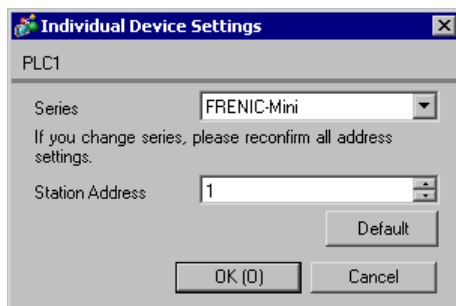 Individual Device Settings
PLC1
Series FRENIC-Mini
If you change series, please reconfirm all address
settings.
Station Address 1
Default
OK (O) Cancel